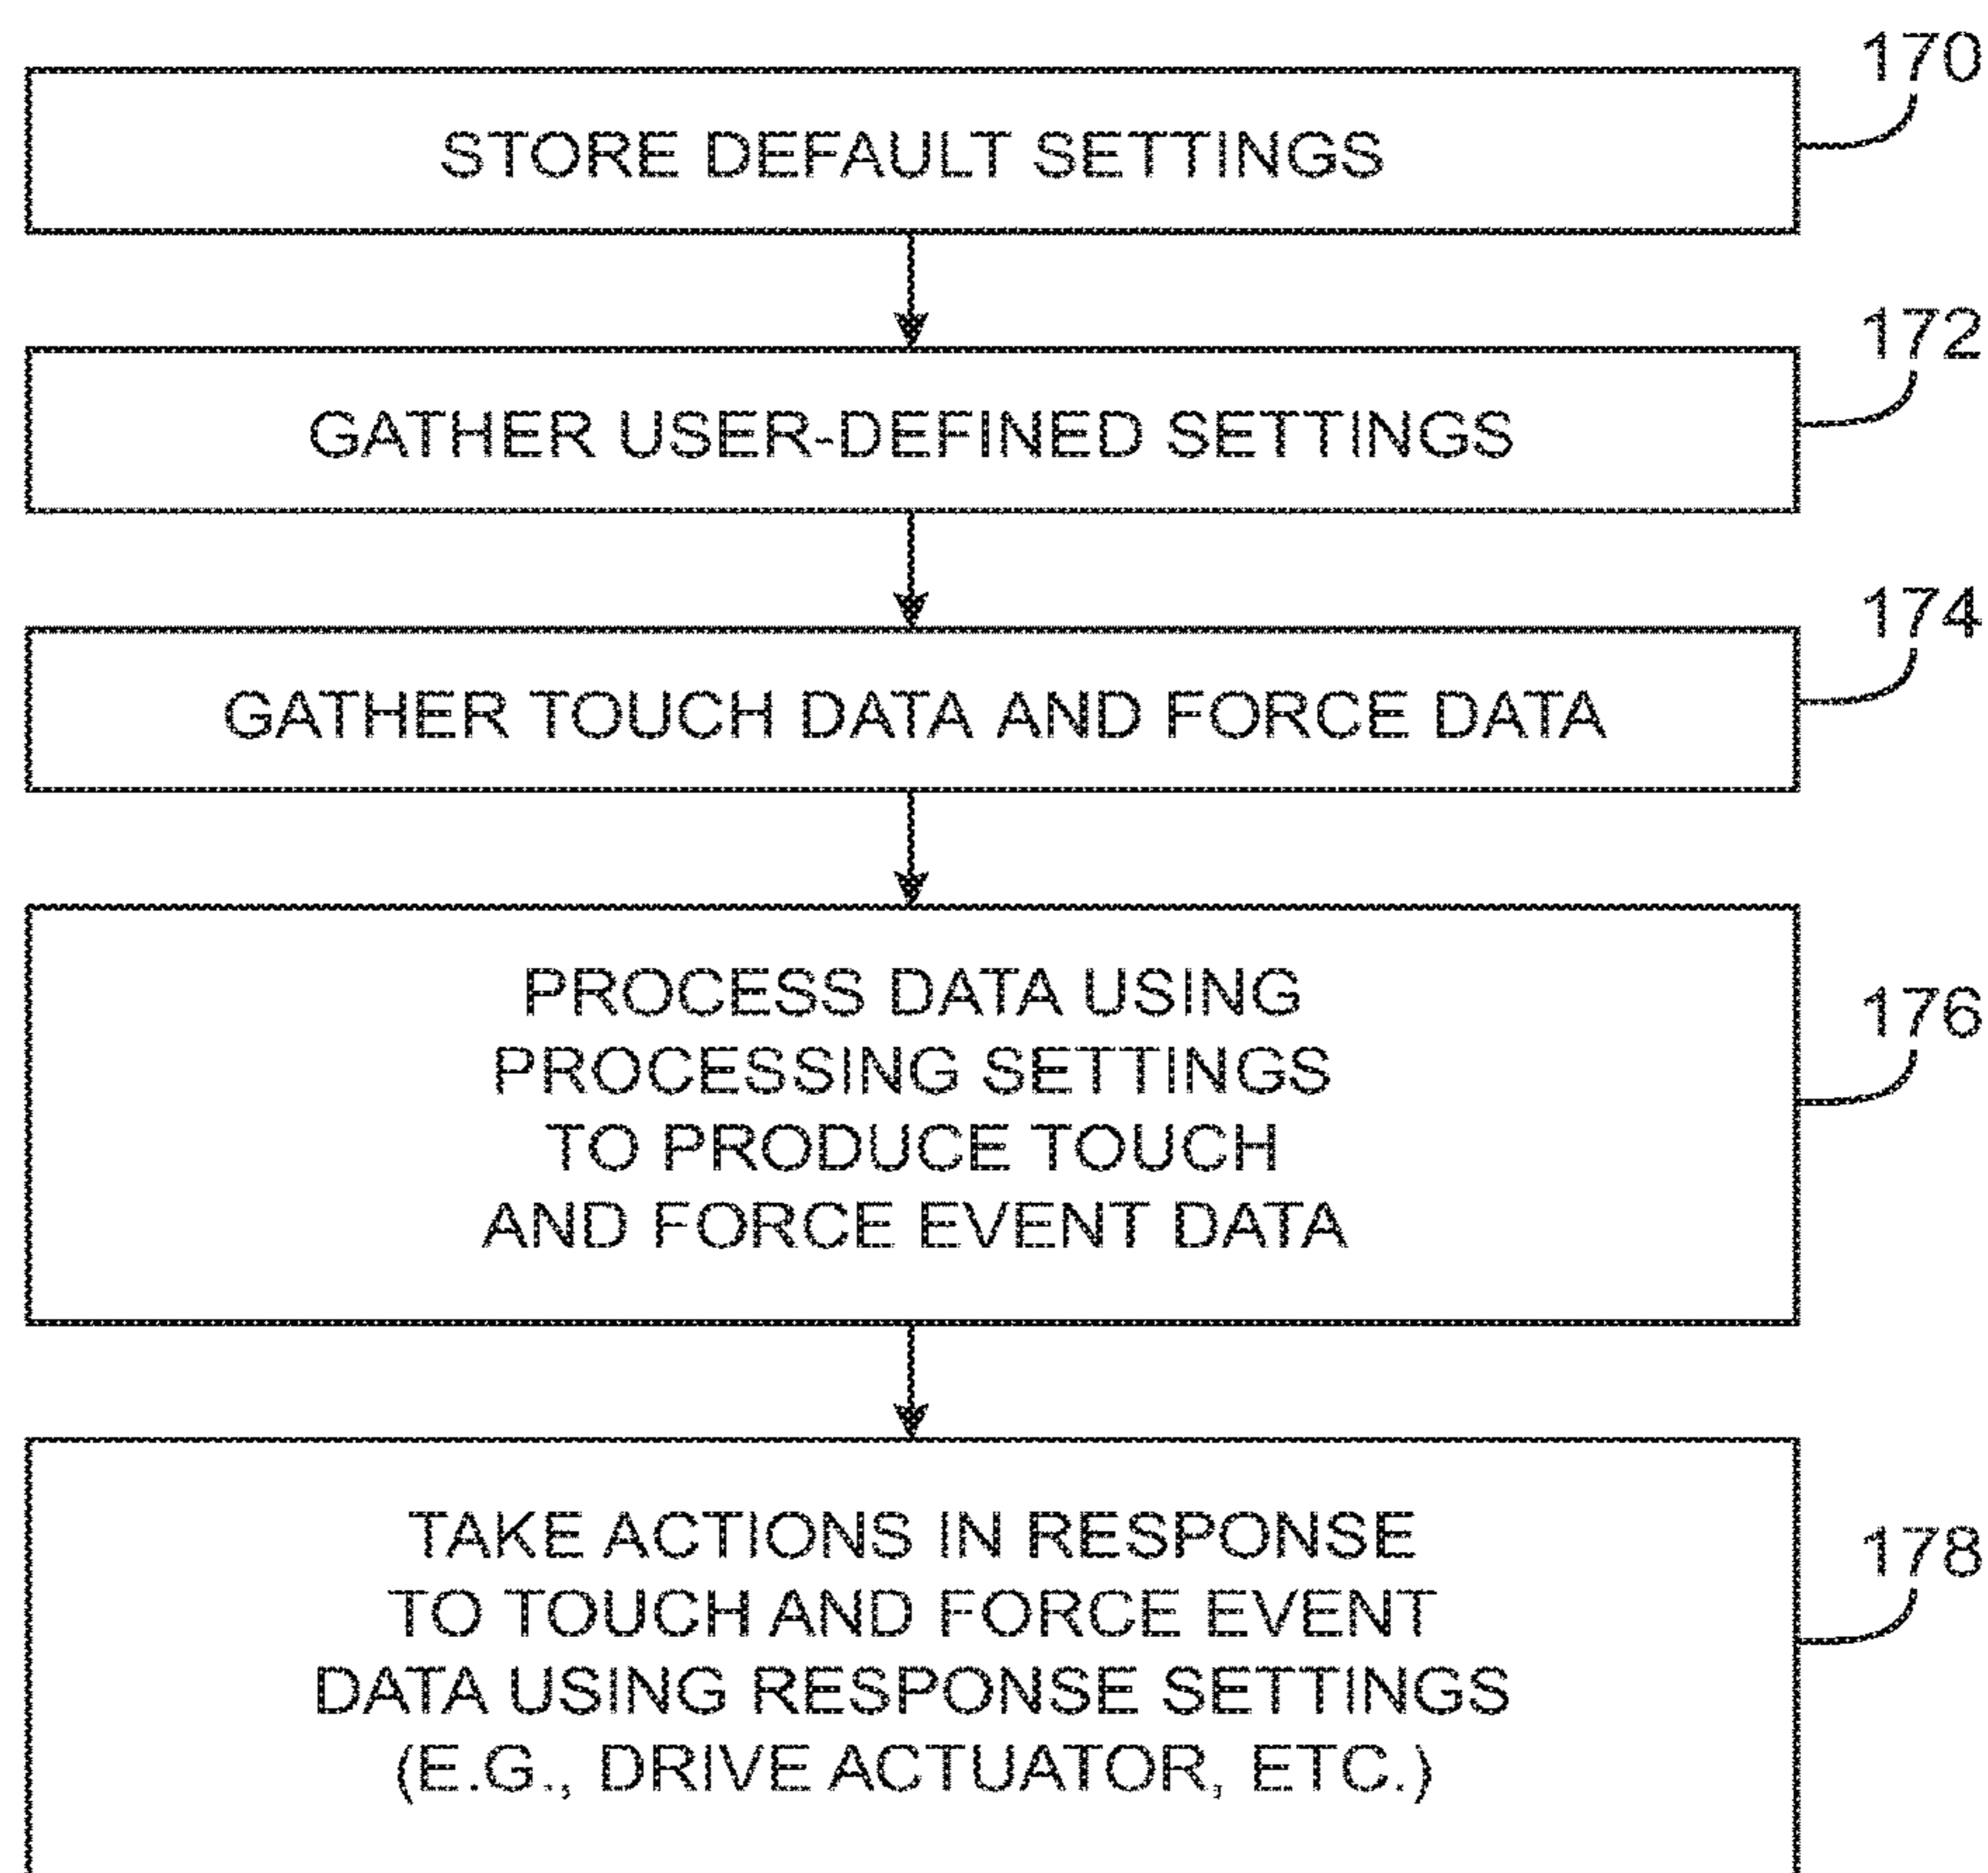 170
STORE DEFAULT SETTINGS
172
GATHER USER-DEFINED SETTINGS
174
GATHER TOUCH DATA AND FORCE DATA
PROCESS DATA USING
176
PROCESSING SETTINGS
TO PRODUCE TOUCH
AND FORCE EVENT DATA
TAKE ACTIONS IN RESPONSE
178
TO TOUCH AND FORCE EVENT
DATA USING RESPONSE SETTINGS
(E.G., DRIVE ACTUATOR, ETC.)